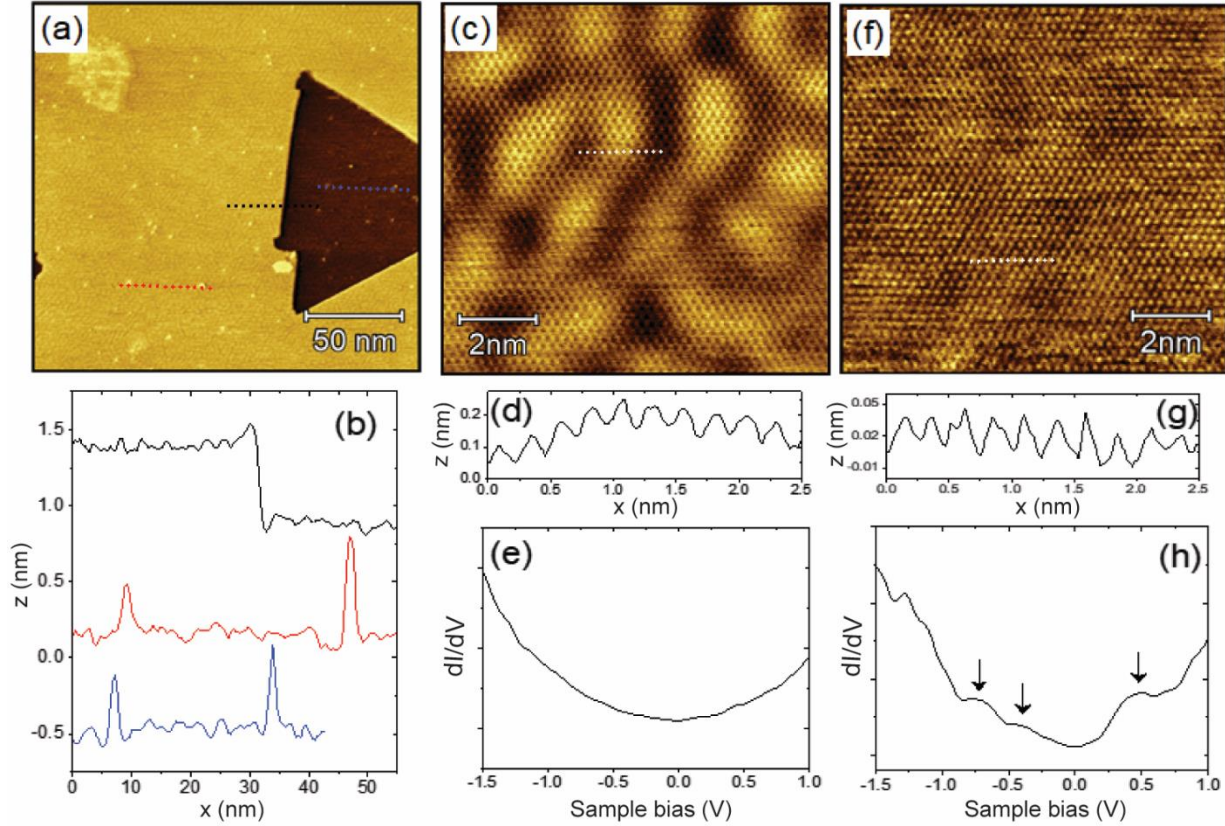 (a)
50 nm
(c)
2nm
(f)
2nm
(b)
z (nm)
1.5
1.0
0.5
0.0
-0.5
0 10 20 30 40 50
x (nm)
(d)
z (nm)
0.2
0.1
0.0
0.0 0.5 1.0 1.5 2.0 2.5
x (nm)
(g)
z (nm)
0.05
0.02
-0.01
0.0 0.5 1.0 1.5 2.0 2.5
x (nm)
(e)
dI/dV
-1.5 -1.0 -0.5 0.0 0.5 1.0
Sample bias (V)
(h)
dI/dV
-1.5 -1.0 -0.5 0.0 0.5 1.0
Sample bias (V)